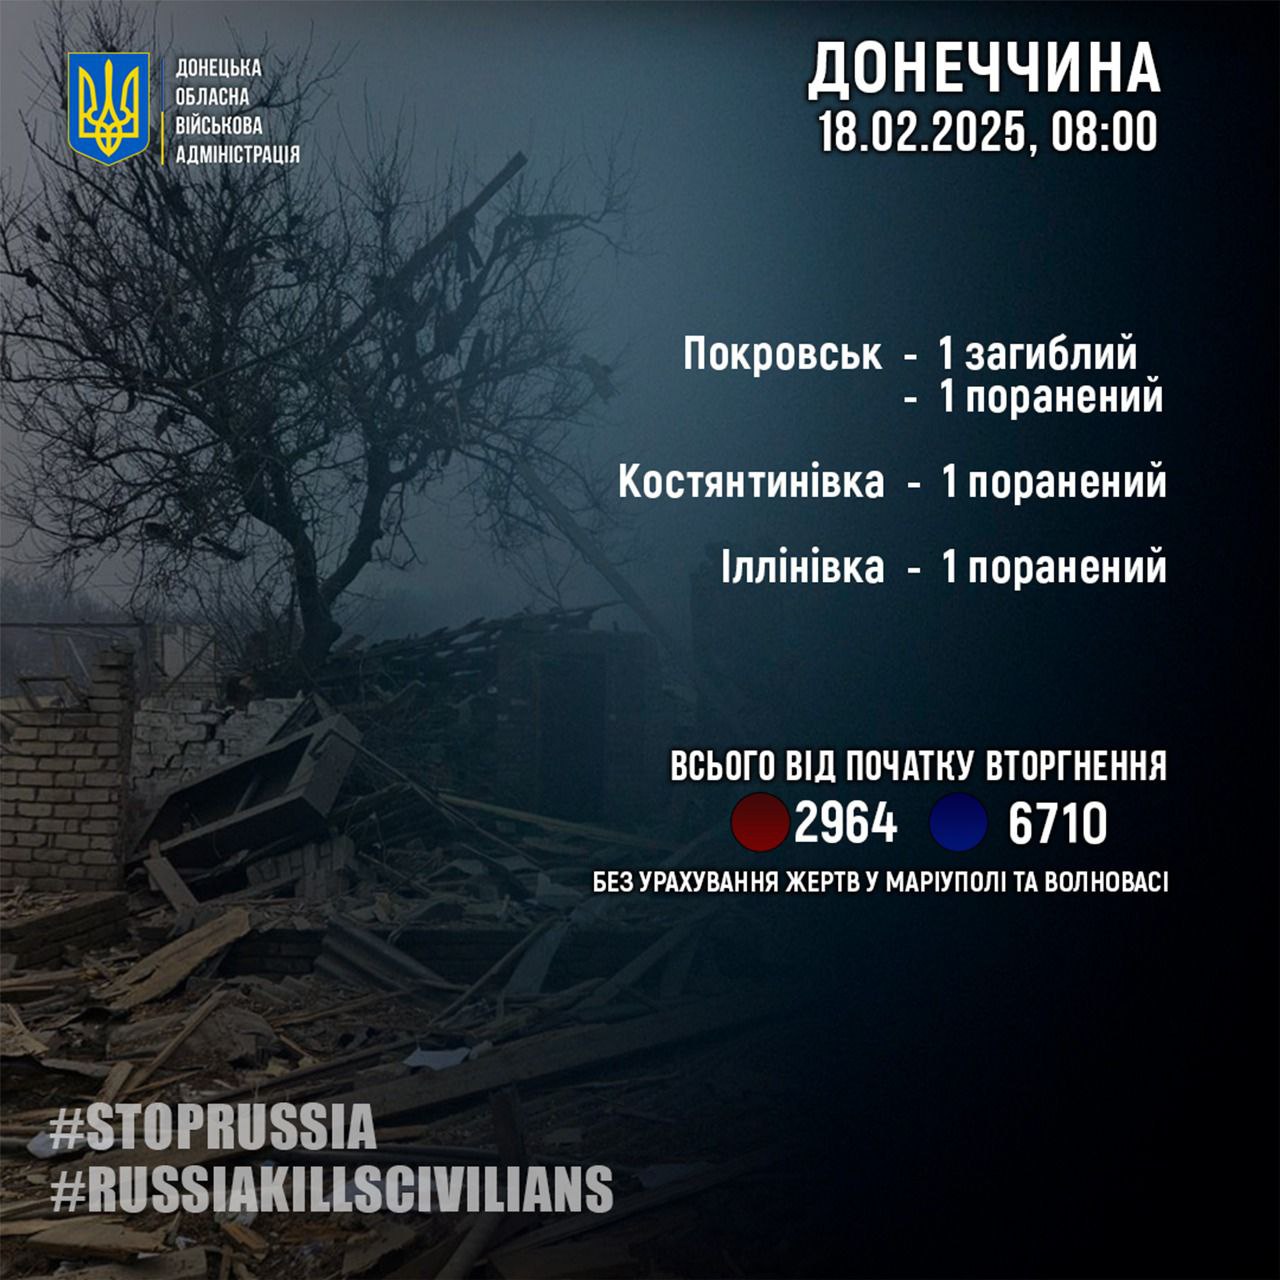 ДОНЕЦЬКА
ОБЛАСНА
ВІЙСЬКОВА
АДМІНІСТРАЦІЯ
ДОНЕЧЧИНА
18.02.2025, 08:00
Покровськ - 1 загиблий
- 1 поранений
Костянтинівка - 1 поранений
Іллінівка - 1 поранений
ВСЬОГО ВІД ПОЧАТКУ ВТОРГНЕННЯ
2964 6710
БЕЗ УРАХУВАННЯ ЖЕРТВ У МАРІУПОЛІ ТА ВОЛНОВАСІ
#STOPRUSSIA
#RUSSIAKILLSCIVILIANS